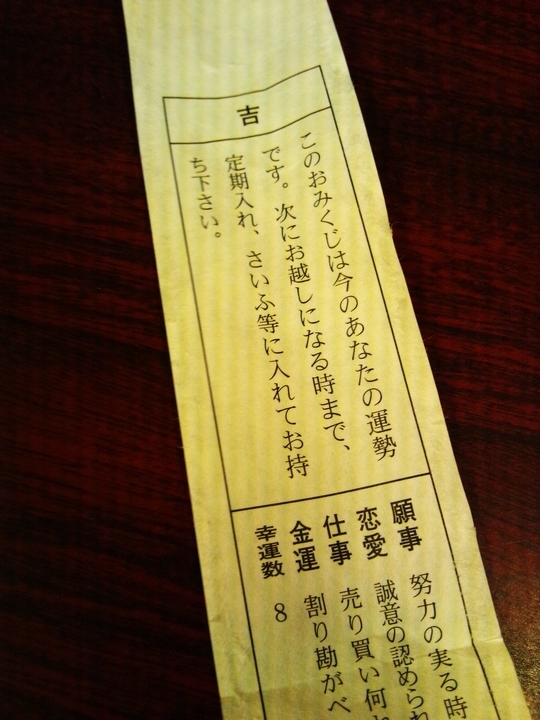 吉
このおみくじは今のあなたの運勢
です。次にお越しになる時まで、
定期入れ、さいふ等に入れてお持
ち下さい。
願事 努力の実る時
恋愛 誠意の認められ
仕事 売り買い何
金運 割り勘がベ
幸運数 8